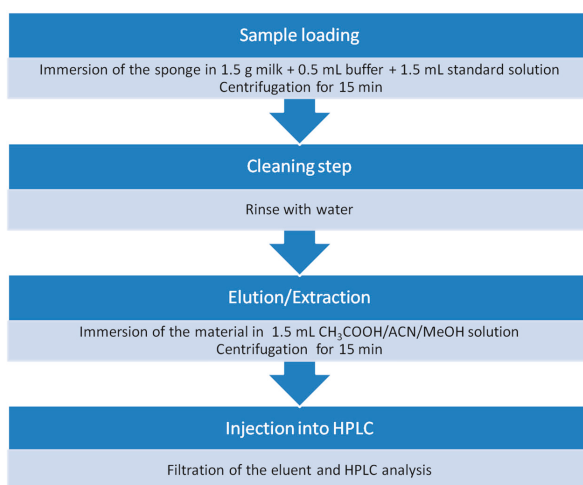 Sample loading
Immersion of the sponge in 1.5 g milk + 0.5 mL buffer + 1.5 mL standard solution
Centrifugation for 15 min
Cleaning step
Rinse with water
Elution/Extraction
Immersion of the material in 1.5 mL CH₃COOH/ACN/MeOH solution
Centrifugation for 15 min
Injection into HPLC
Filtration of the eluent and HPLC analysis